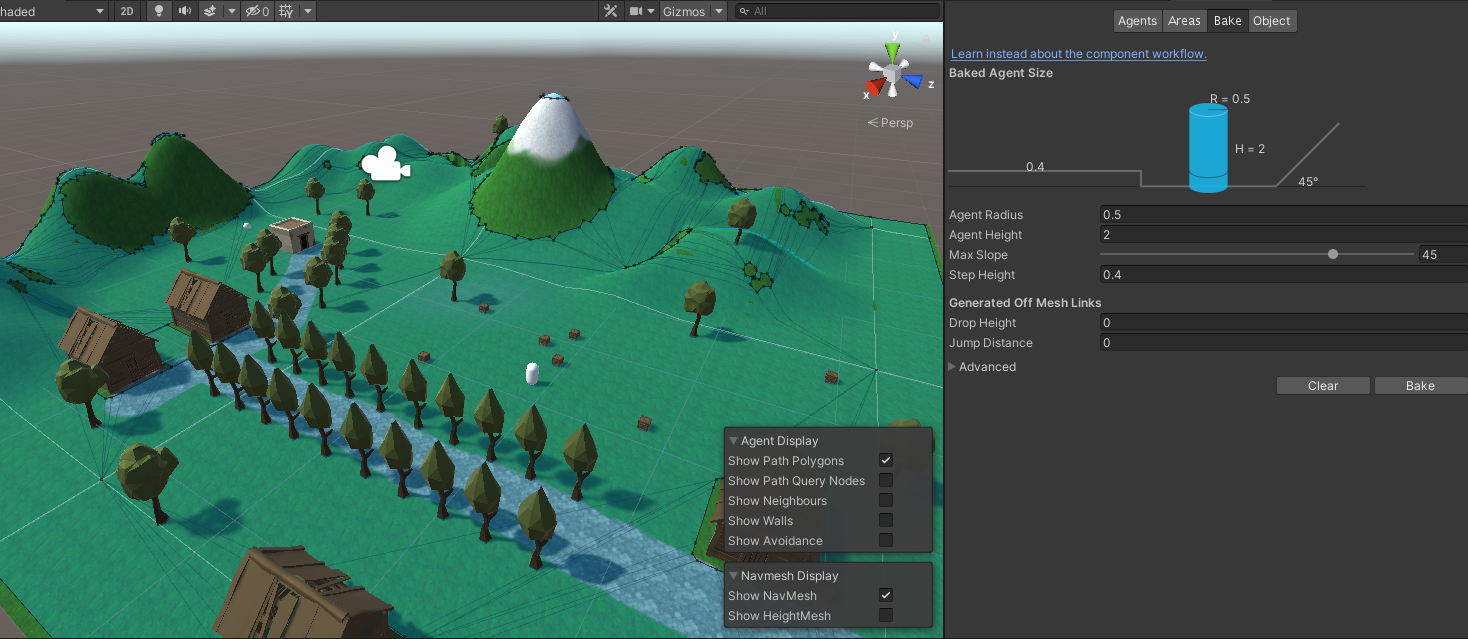 haded
2D
0
Gizmos
All
y
x
z
Persp
Agent Display
Show Path Polygons
Show Path Query Nodes
Show Neighbours
Show Walls
Show Avoidance
Navmesh Display
Show NavMesh
Show HeightMesh
Agents Areas Bake Object
Learn instead about the component workflow.
Baked Agent Size
R = 0.5
H = 2
0.4
45°
Agent Radius 0.5
Agent Height 2
Max Slope 45
Step Height 0.4
Generated Off Mesh Links
Drop Height 0
Jump Distance 0
Advanced
Clear Bake